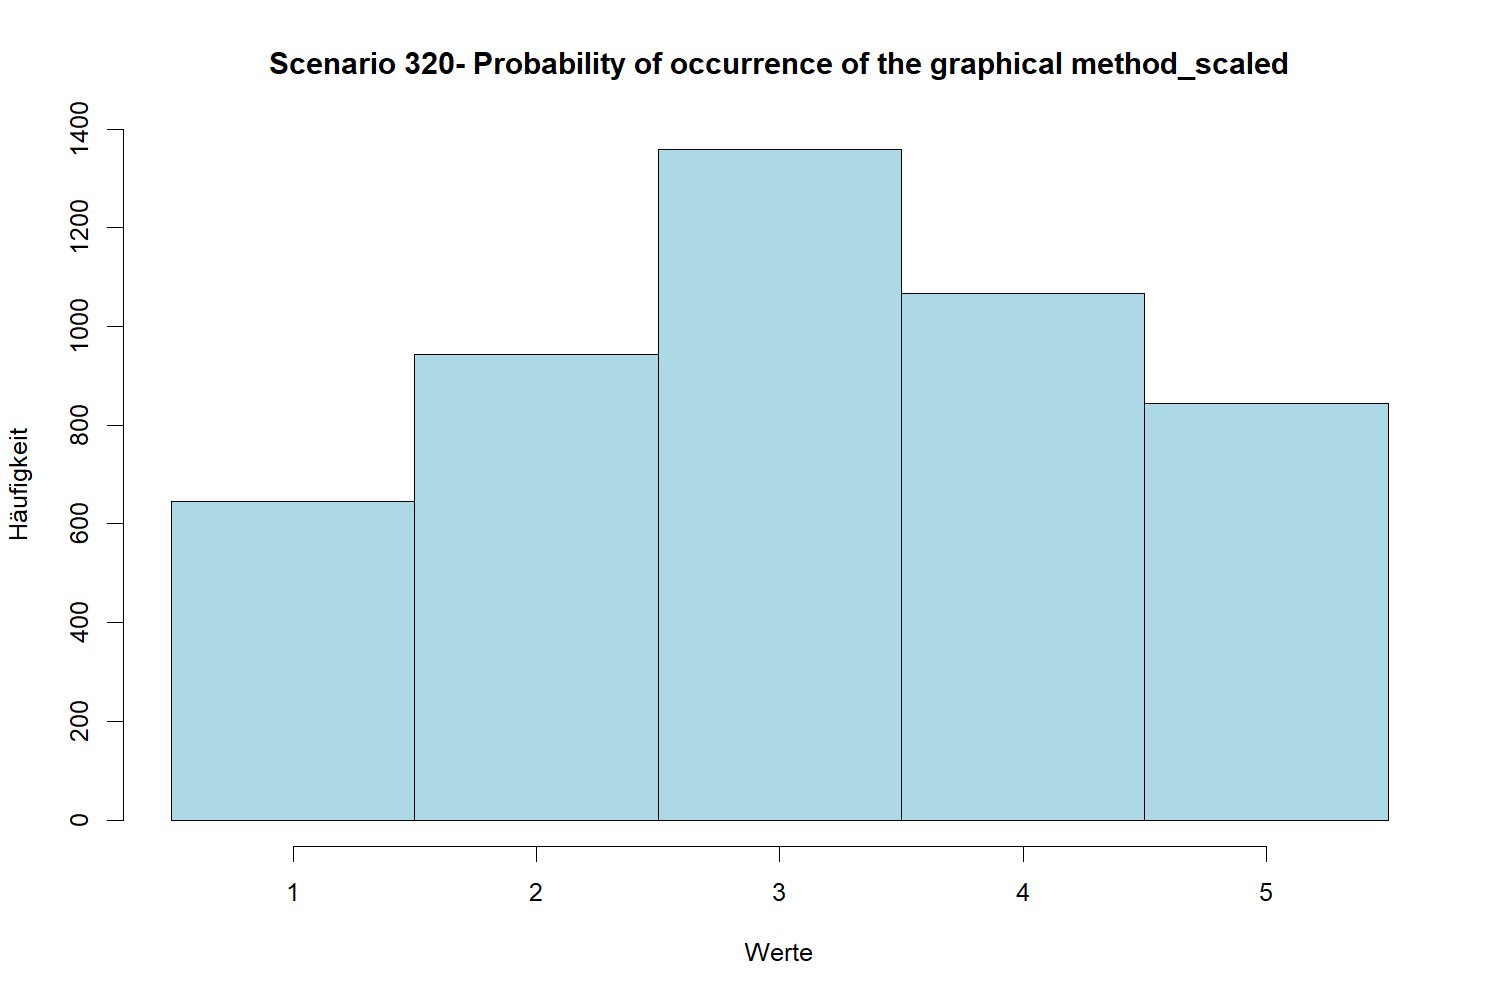 Scenario 320- Probability of occurrence of the graphical method_scaled
Häufigkeit
1400
1200
1000
800
600
400
200
0
1 2 3 4 5
Werte